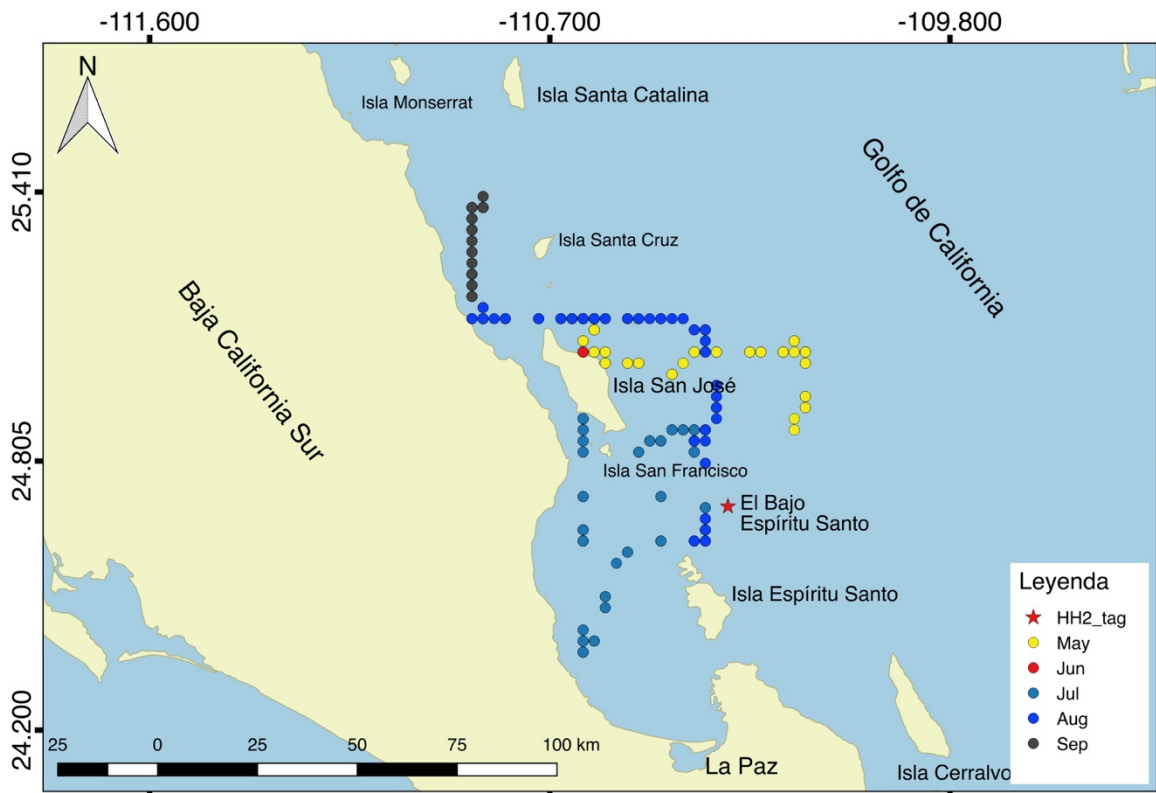 -111.600
-110.700
-109.800
N
Isla Monserrat
Isla Santa Catalina
25.410
Golfo de California
Isla Santa Cruz
Baja California Sur
Isla San José
24.805
Isla San Francisco
El Bajo
Espíritu Santo
Isla Espíritu Santo
Leyenda
HH2_tag
May
Jun
Jul
Aug
Sep
24.200
25 0 25 50 75 100 km
La Paz
Isla Cerralvo